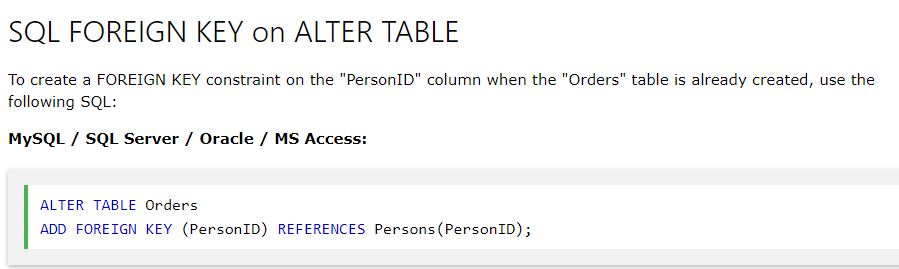 SQL FOREIGN KEY on ALTER TABLE
To create a FOREIGN KEY constraint on the "PersonID" column when the "Orders" table is already created, use the
following SQL:
MySQL / SQL Server / Oracle / MS Access:
ALTER TABLE Orders
ADD FOREIGN KEY (PersonID) REFERENCES Persons(PersonID);